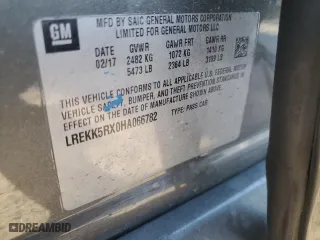 GM
MFD BY SAIC GENERAL MOTORS CORPORATION
LIMITED FOR GENERAL MOTORS LLC
DATE GVWR GAWR FRT GAWR RR
02/17 2482 KG 1072 KG 1410 KG
5473 LB 2364 LB 3109 LB
THIS VEHICLE CONFORMS TO ALL APPLICABLE U.S. FEDERAL MOTOR
VEHICLE SAFETY, BUMPER, AND THEFT PREVENTION STANDARDS IN
EFFECT ON THE DATE OF MANUFACTURE SHOWN ABOVE.
LREKK5RX0HA066782 TYPE: PASS CAR